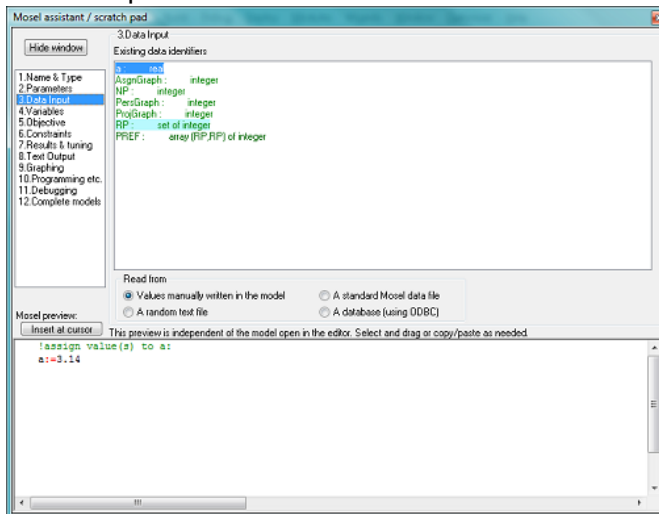 Mosel assistant / scratch pad
Hide window
3.Data Input
Existing data identifiers
1.Name & Type
2.Parameters
3.Data Input
4.Variables
5.Objective
6.Constraints
7.Results & tuning
8.Text Output
9.Graphing
10.Programming etc.
11.Debugging
12.Complete models
a : real
AsgnGraph : integer
NP : integer
PersGraph : integer
ProjGraph : integer
RP : set of integer
PREF : array (RP,RP) of integer
Read from
Values manually written in the model
A standard Mosel data file
A random text file
A database (using ODBC)
Mosel preview:
Insert at cursor
This preview is independent of the model open in the editor. Select and drag or copy/paste as needed.
!assign value(s) to a:
a:=3.14